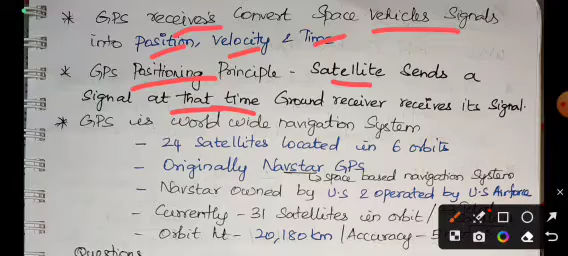 * GPS receivers Convert Space Vehicles Signals
into position, Velocity & Time
* GPS Positioning Principle - Satellite Sends a
Signal at that time Ground receiver receives its Signal.
* GPS is world wide navigation System
- 24 Satellites located in 6 orbits
- Originally Navstar GPS
↳ space based navigation System
- Navstar owned by U.S & operated by U.S Airforce
- Currently - 31 Satellites in orbit/
- Orbit ht - 20,180 km / Accuracy -
Questions